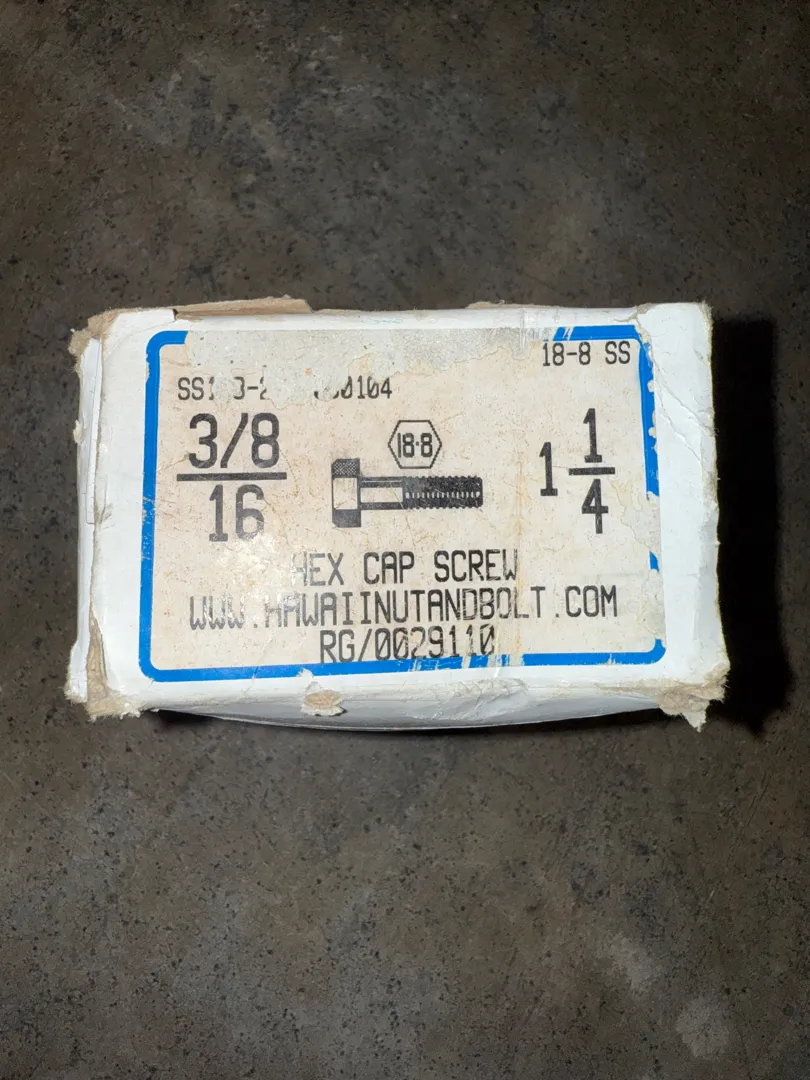 18-8 SS
3/8
16
18·8
1 1/4
HEX CAP SCREW
WWW.HAWAIINUTANDBOLT.COM
RG/0029110